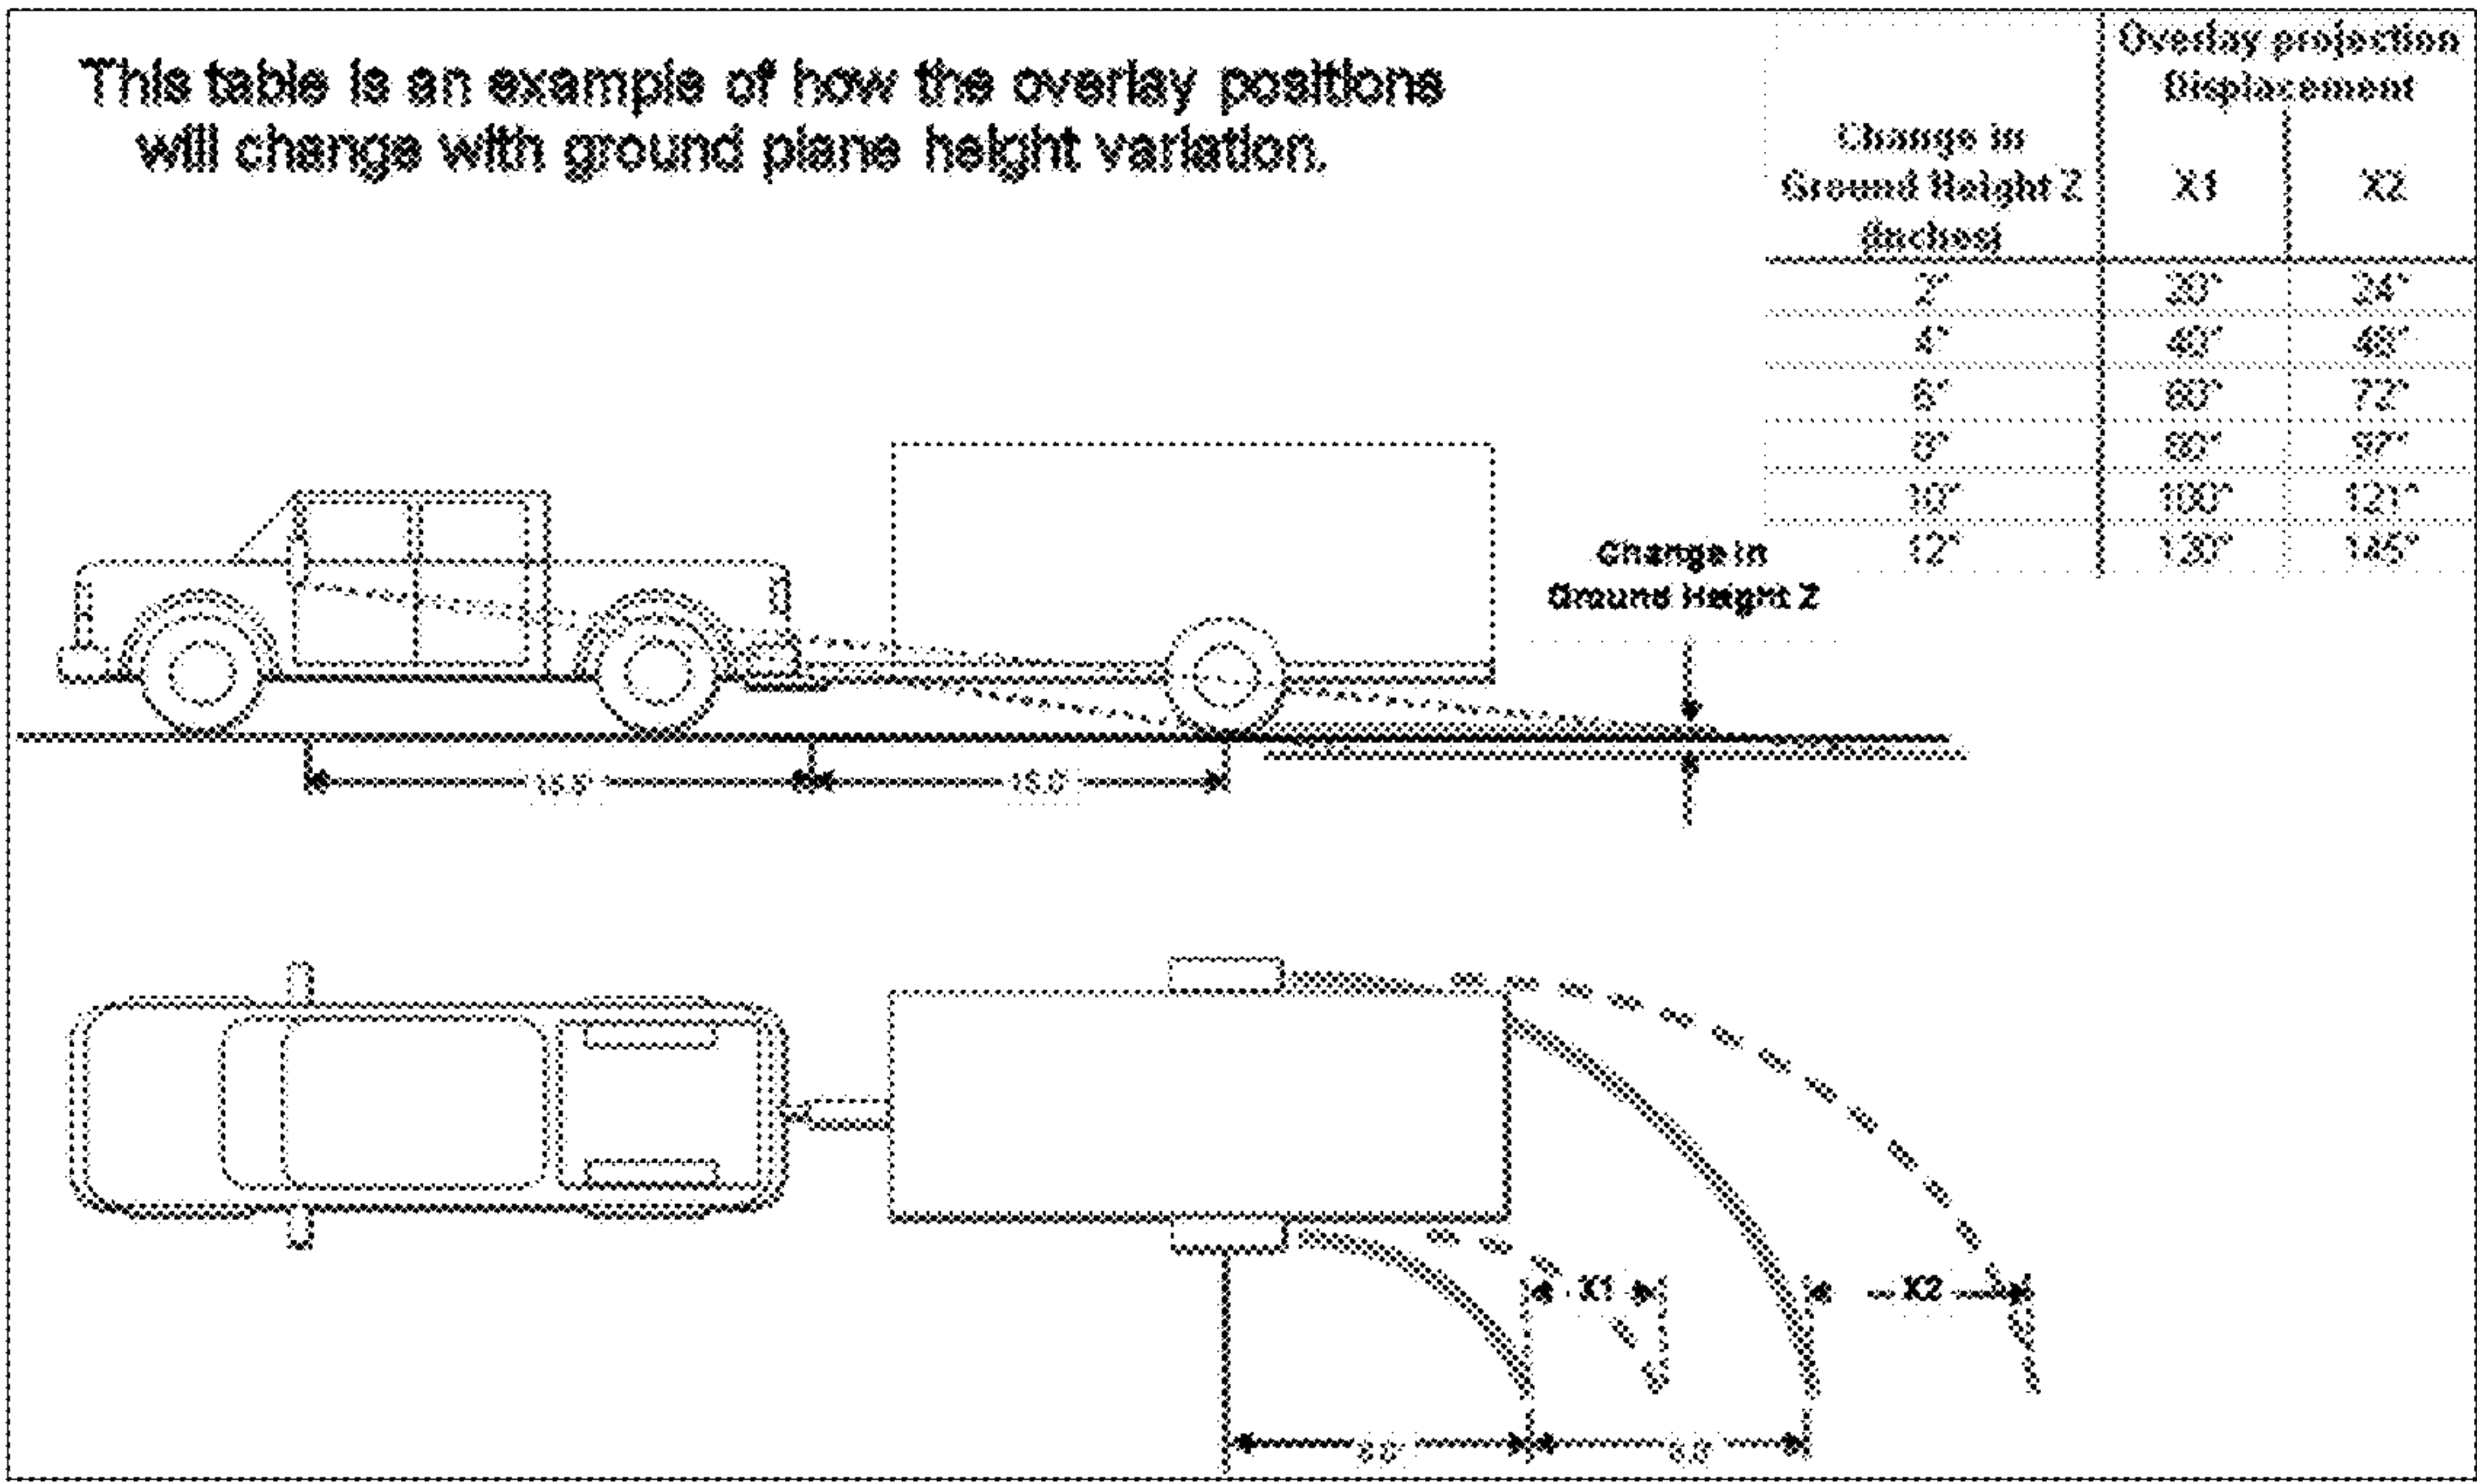 This table is an example of how the overlay positions
will change with ground plane height variation.
Overlay projection
Displacement
Change in
Ground Height Z
(inches)
X1 X2
2" 20" 24"
4" 40" 48"
6" 60" 72"
8" 80" 97"
10" 100" 121"
12" 120" 145"
Change in
Ground Height Z
15.0'
X1 X2